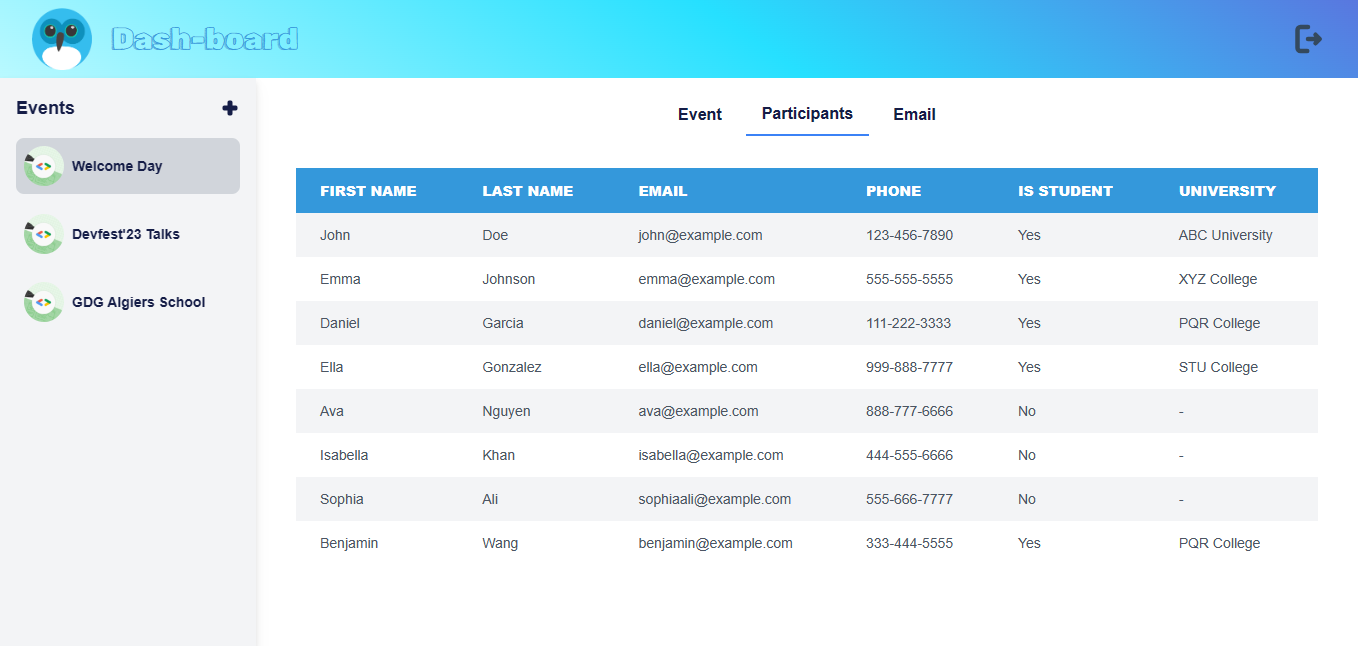 Dash-board
Events
Welcome Day
Devfest'23 Talks
GDG Algiers School
Event Participants Email
FIRST NAME LAST NAME EMAIL PHONE IS STUDENT UNIVERSITY
John Doe john@example.com 123-456-7890 Yes ABC University
Emma Johnson emma@example.com 555-555-5555 Yes XYZ College
Daniel Garcia daniel@example.com 111-222-3333 Yes PQR College
Ella Gonzalez ella@example.com 999-888-7777 Yes STU College
Ava Nguyen ava@example.com 888-777-6666 No -
Isabella Khan isabella@example.com 444-555-6666 No -
Sophia Ali sophiaali@example.com 555-666-7777 No -
Benjamin Wang benjamin@example.com 333-444-5555 Yes PQR College